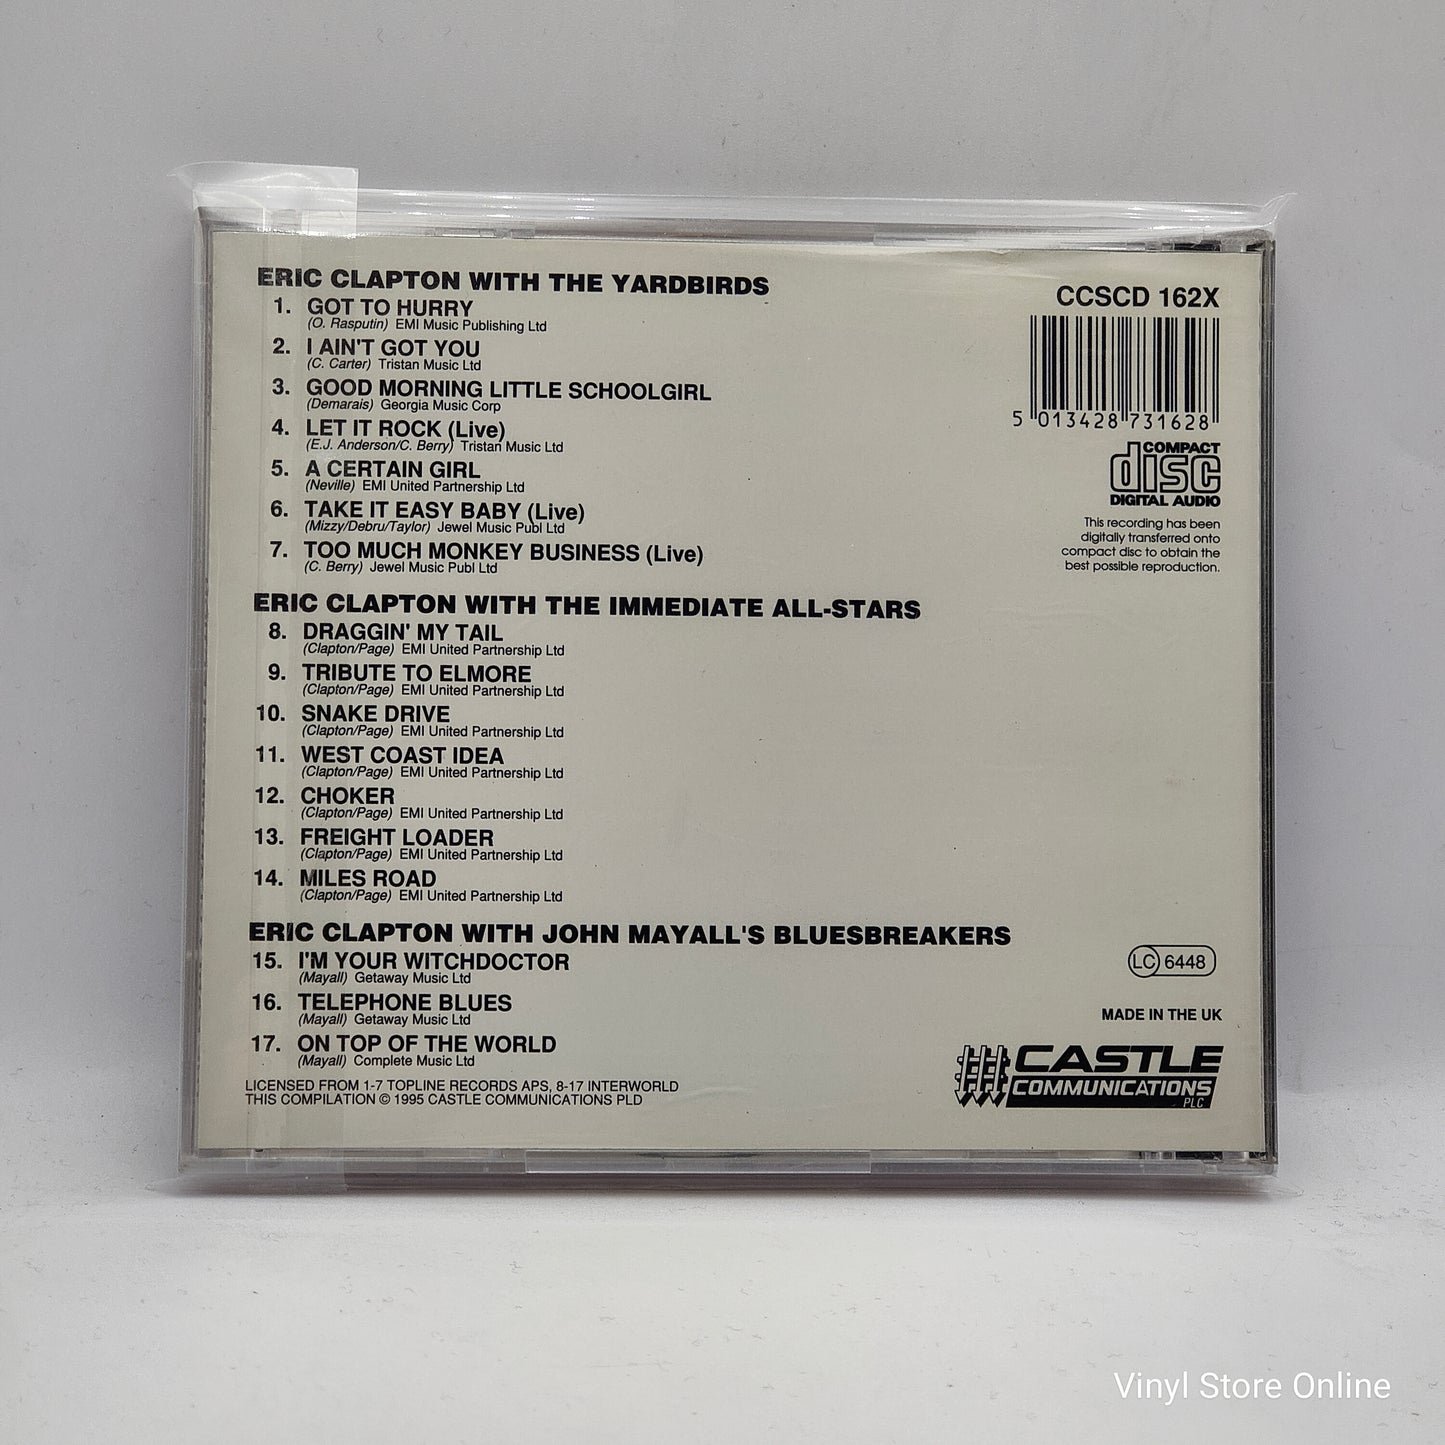 ERIC CLAPTON WITH THE YARDBIRDS
1. GOT TO HURRY
(O. Rasputin) EMI Music Publishing Ltd
2. I AIN'T GOT YOU
(C. Carter) Tristan Music Ltd
3. GOOD MORNING LITTLE SCHOOLGIRL
(Demarais) Georgia Music Corp
4. LET IT ROCK (Live)
(E.J. Anderson/C. Berry) Tristan Music Ltd
5. A CERTAIN GIRL
(Neville) EMI United Partnership Ltd
6. TAKE IT EASY BABY (Live)
(Mizzy/Debru/Taylor) Jewel Music Publ Ltd
7. TOO MUCH MONKEY BUSINESS (Live)
(C. Berry) Jewel Music Publ Ltd
ERIC CLAPTON WITH THE IMMEDIATE ALL-STARS
8. DRAGGIN' MY TAIL
(Clapton/Page) EMI United Partnership Ltd
9. TRIBUTE TO ELMORE
(Clapton/Page) EMI United Partnership Ltd
10. SNAKE DRIVE
(Clapton/Page) EMI United Partnership Ltd
11. WEST COAST IDEA
(Clapton/Page) EMI United Partnership Ltd
12. CHOKER
(Clapton/Page) EMI United Partnership Ltd
13. FREIGHT LOADER
(Clapton/Page) EMI United Partnership Ltd
14. MILES ROAD
(Clapton/Page) EMI United Partnership Ltd
ERIC CLAPTON WITH JOHN MAYALL'S BLUESBREAKERS
15. I'M YOUR WITCHDOCTOR
(Mayall) Getaway Music Ltd
16. TELEPHONE BLUES
(Mayall) Getaway Music Ltd
17. ON TOP OF THE WORLD
(Mayall) Complete Music Ltd
LICENSED FROM 1-7 TOPLINE RECORDS APS, 8-17 INTERWORLD
THIS COMPILATION © 1995 CASTLE COMMUNICATIONS PLD
CCSCD 162X
5 013428 731628
COMPACT
disc
DIGITAL AUDIO
This recording has been
digitally transferred onto
compact disc to obtain the
best possible reproduction.
LC 6448
MADE IN THE UK
CASTLE
COMMUNICATIONS
PLC
Vinyl Store Online